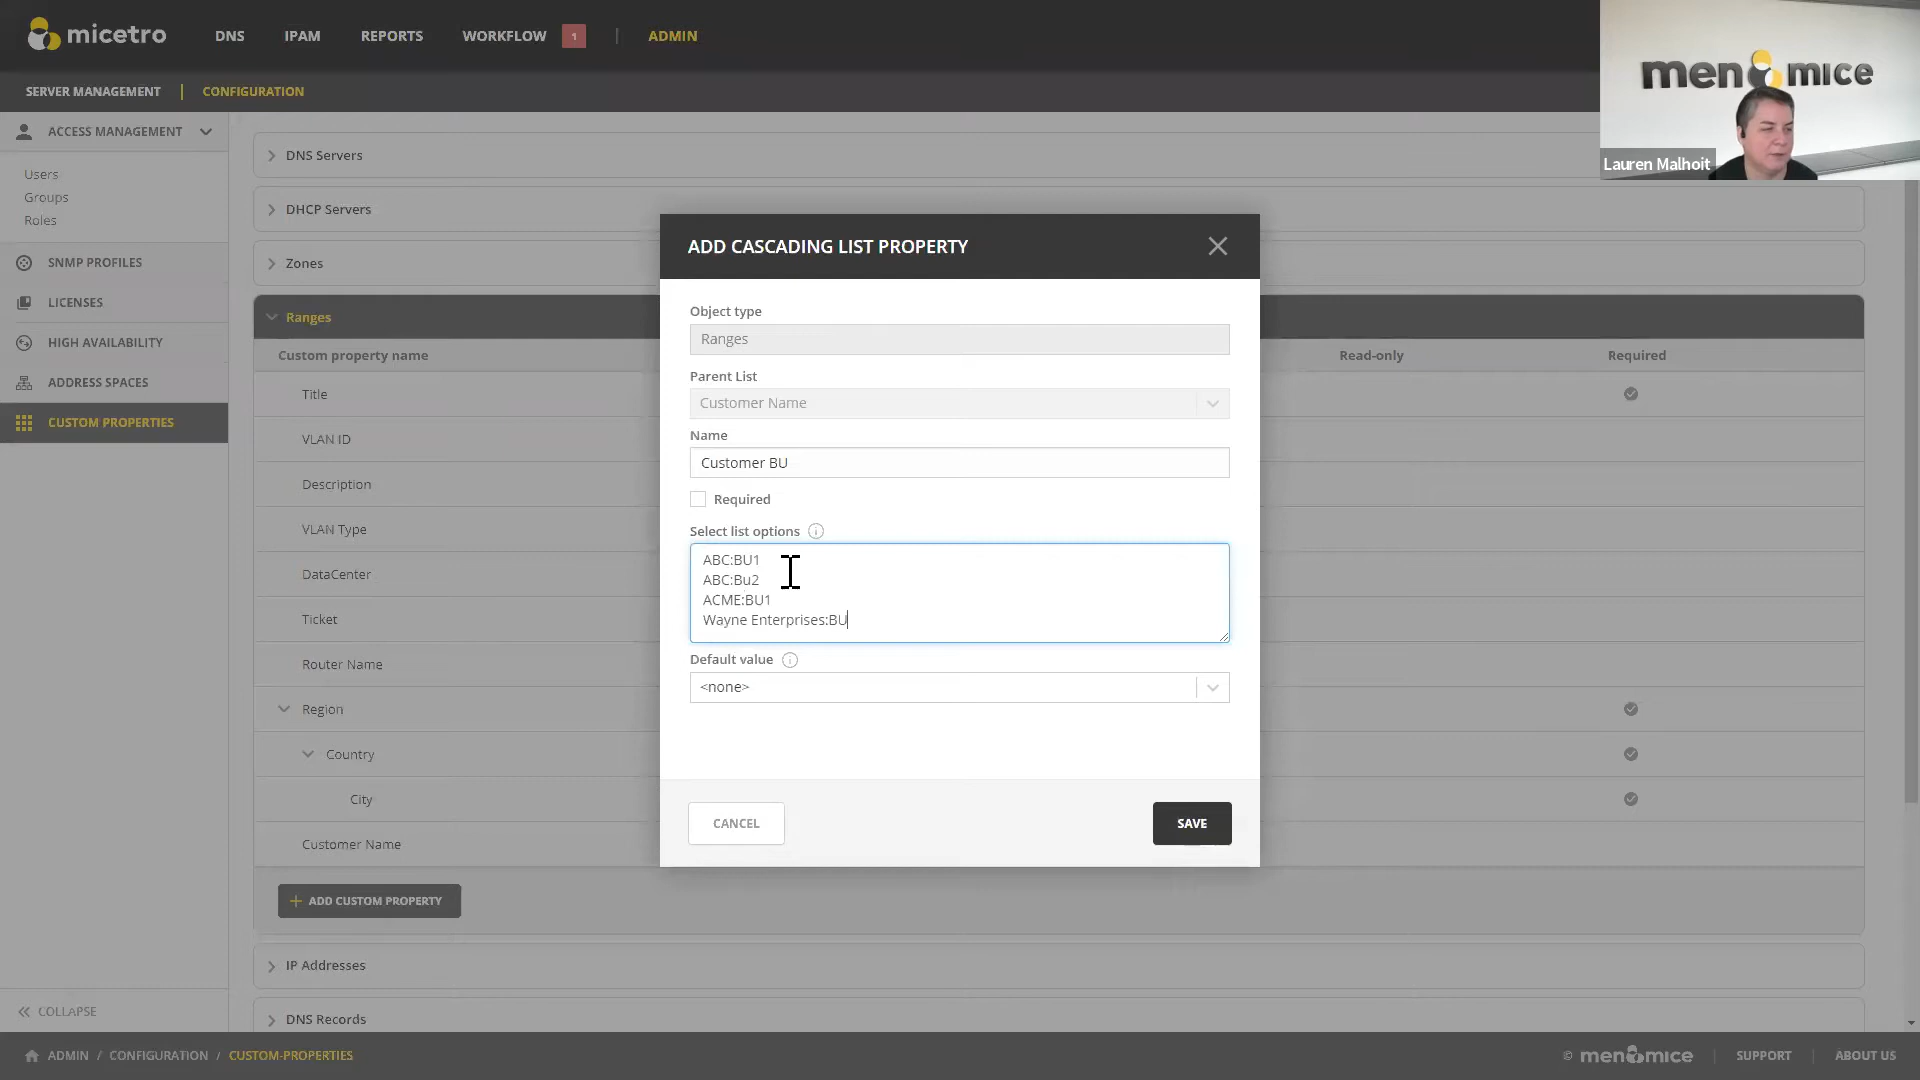 micetro
DNS
IPAM
REPORTS
WORKFLOW
1
ADMIN
men mice
Lauren Malhoit
SERVER MANAGEMENT
CONFIGURATION
ACCESS MANAGEMENT
Users
Groups
Roles
SNMP PROFILES
LICENSES
HIGH AVAILABILITY
ADDRESS SPACES
CUSTOM PROPERTIES
COLLAPSE
DNS Servers
DHCP Servers
Zones
Ranges
Custom property name
Read-only
Required
Title
VLAN ID
Description
VLAN Type
DataCenter
Ticket
Router Name
Region
Country
City
Customer Name
ADD CUSTOM PROPERTY
IP Addresses
DNS Records
ADD CASCADING LIST PROPERTY
Object type
Ranges
Parent List
Customer Name
Name
Customer BU
Required
Select list options
ABC:BU1
ABC:Bu2
ACME:BU1
Wayne Enterprises:BU
Default value
<none>
CANCEL
SAVE
ADMIN / CONFIGURATION / CUSTOM-PROPERTIES
© men mice
SUPPORT
ABOUT US